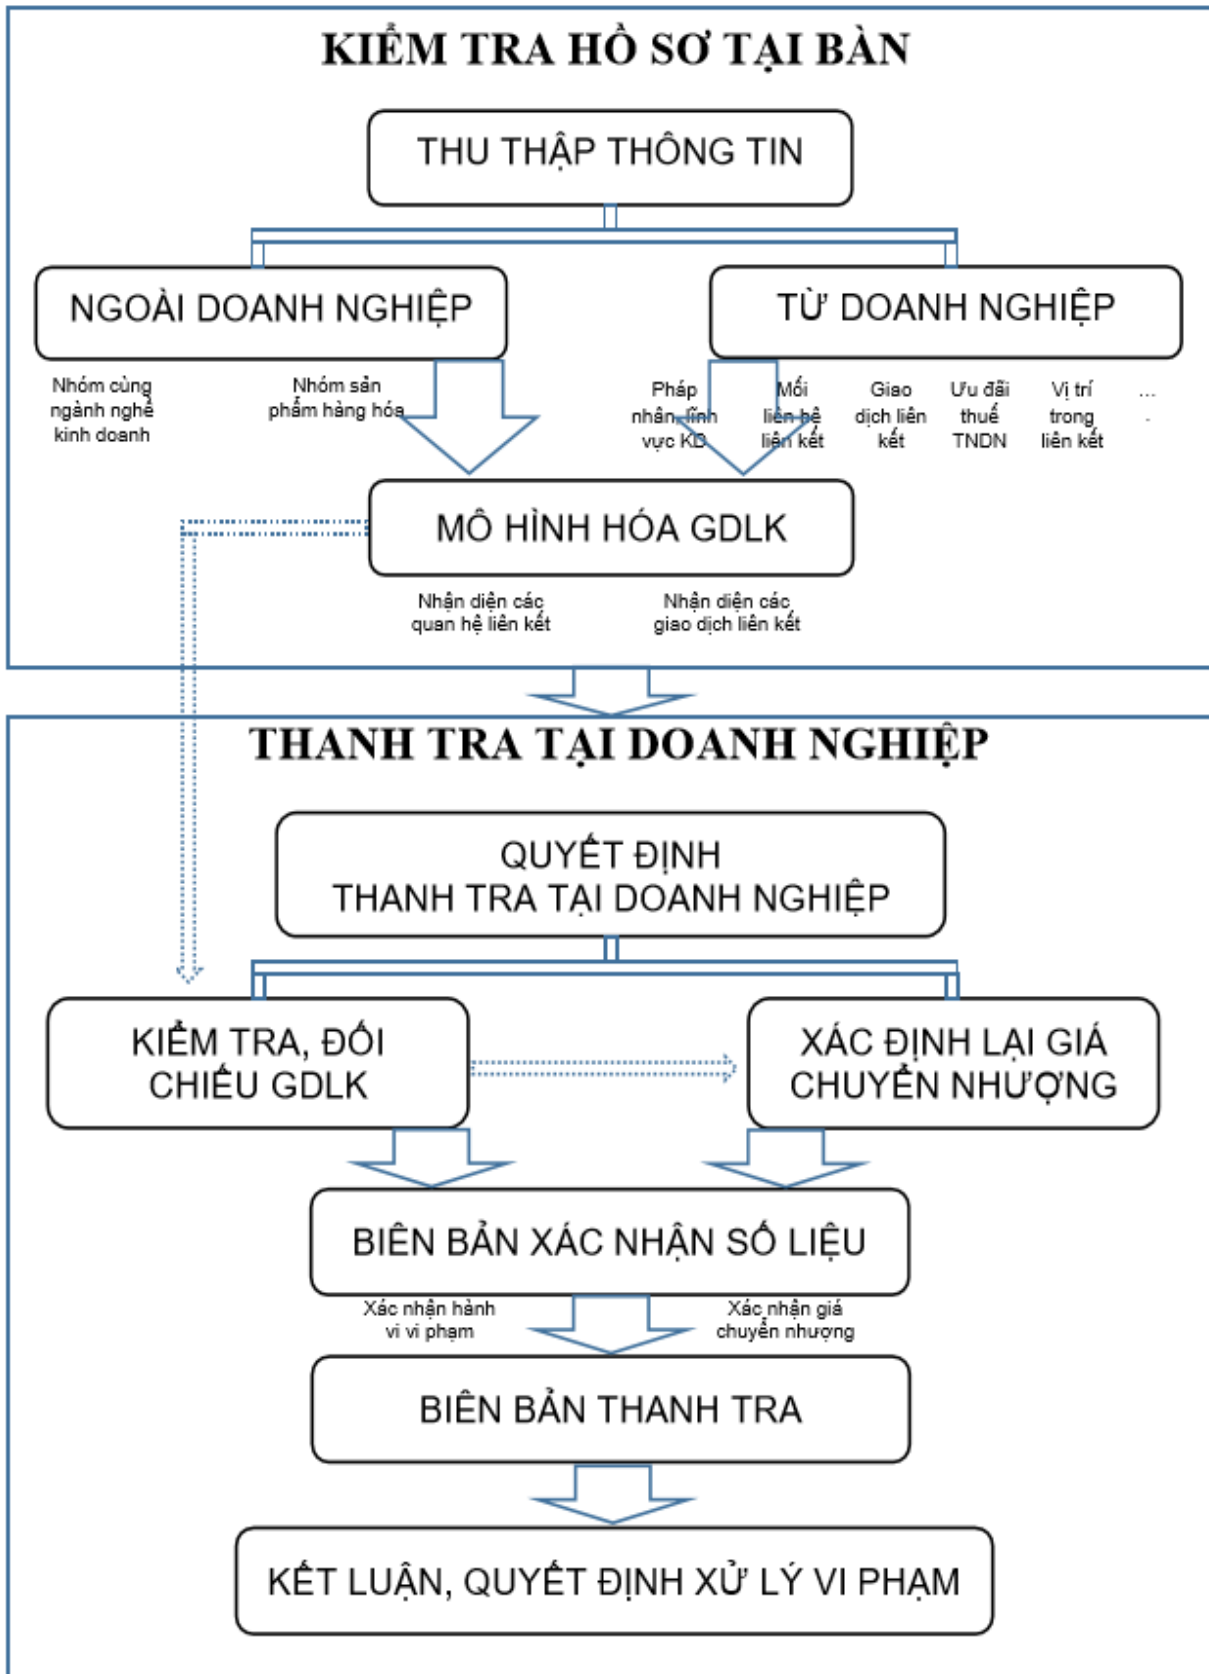 KIỂM TRA HỒ SƠ TẠI BÀN
THU THẬP THÔNG TIN
NGOÀI DOANH NGHIỆP
TỪ DOANH NGHIỆP
Nhóm cùng
ngành nghề
kinh doanh
Nhóm sản
phẩm hàng hóa
Pháp
nhân, lĩnh
vực KD
Mối
liên hệ
liên kết
Giao
dịch liên
kết
Ưu đãi
thuế
TNDN
Vị trí
trong
liên kết
...
.
MÔ HÌNH HÓA GDLK
Nhận diện các
quan hệ liên kết
Nhận diện các
giao dịch liên kết
THANH TRA TẠI DOANH NGHIỆP
QUYẾT ĐỊNH
THANH TRA TẠI DOANH NGHIỆP
KIỂM TRA, ĐỐI
CHIẾU GDLK
XÁC ĐỊNH LẠI GIÁ
CHUYỂN NHƯỢNG
BIÊN BẢN XÁC NHẬN SỐ LIỆU
Xác nhận hành
vi vi phạm
Xác nhận giá
chuyển nhượng
BIÊN BẢN THANH TRA
KẾT LUẬN, QUYẾT ĐỊNH XỬ LÝ VI PHẠM